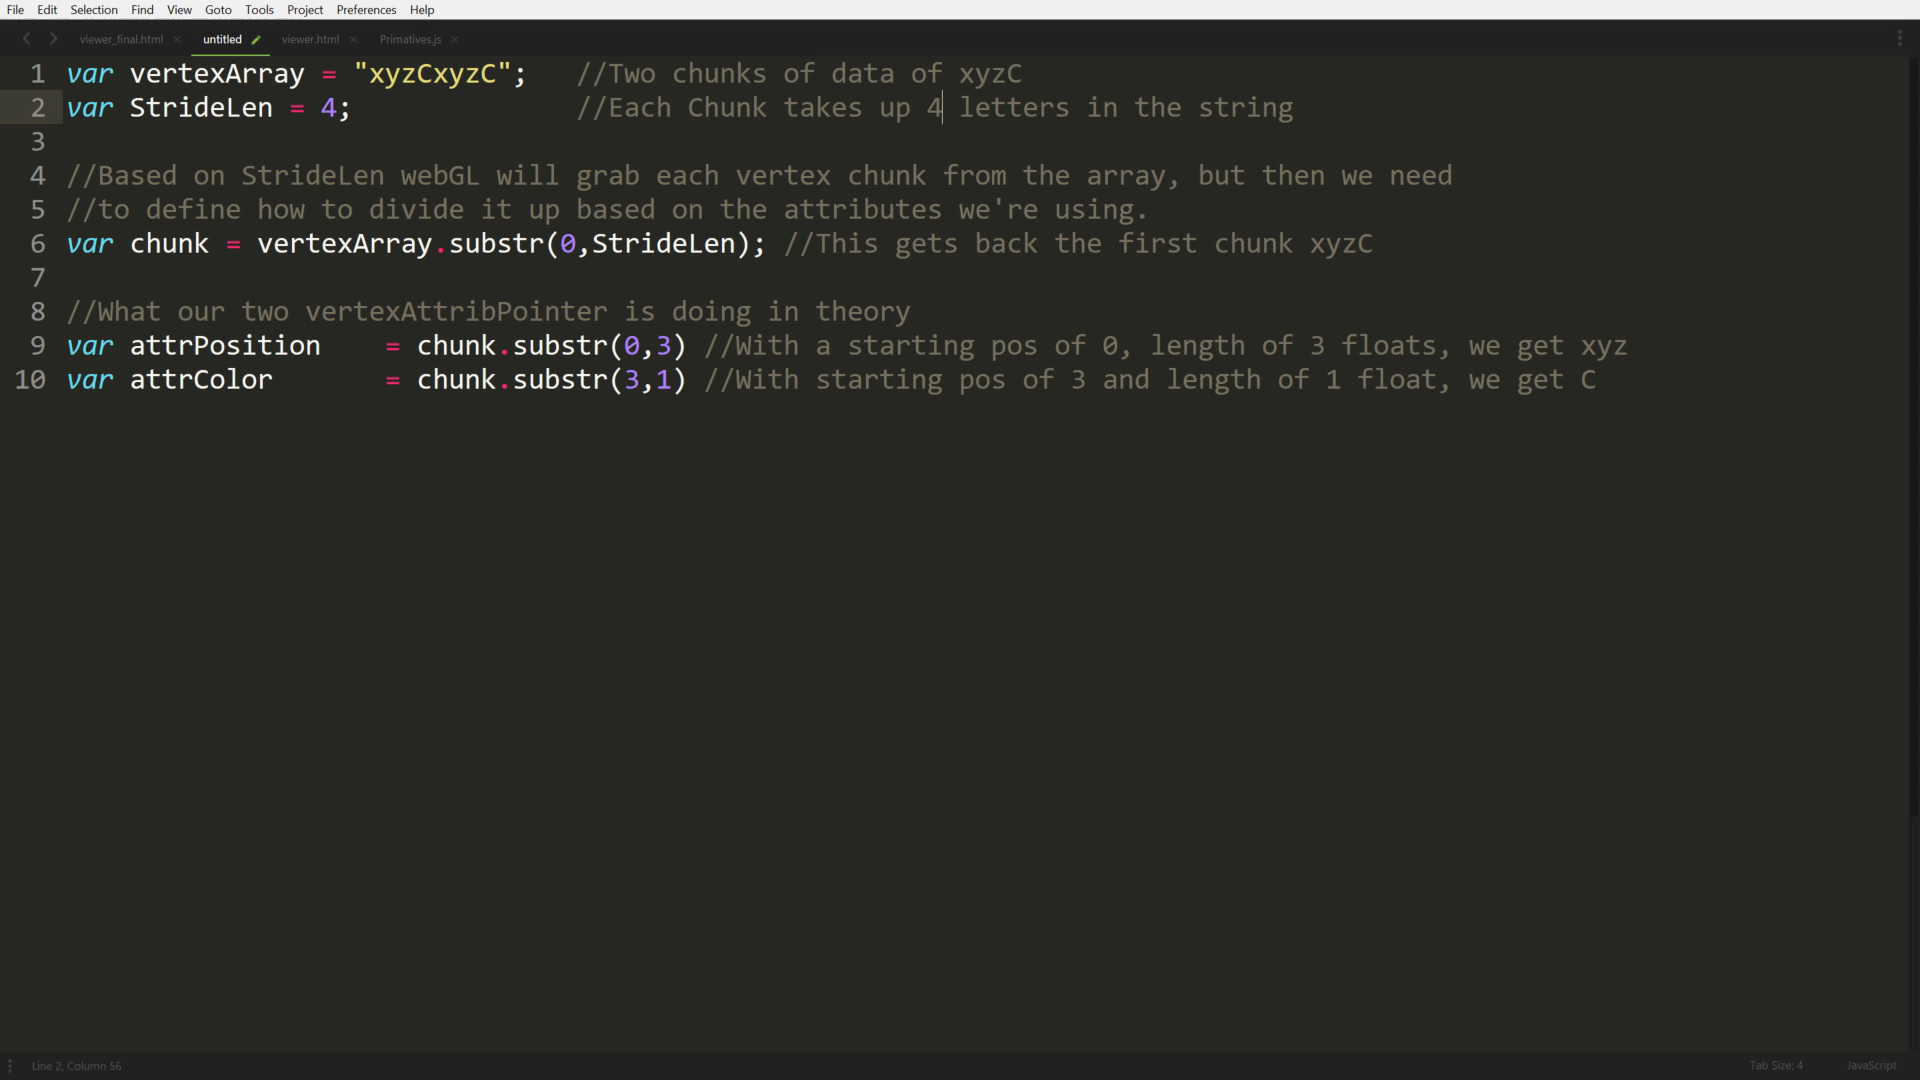 File Edit Selection Find View Goto Tools Project Preferences Help
viewer_final.html × untitled viewer.html × Primatives.js ×
1 var vertexArray = "xyzCxyzC"; //Two chunks of data of xyzC
2 var StrideLen = 4; //Each Chunk takes up 4 letters in the string
3
4 //Based on StrideLen webGL will grab each vertex chunk from the array, but then we need
5 //to define how to divide it up based on the attributes we're using.
6 var chunk = vertexArray.substr(0,StrideLen); //This gets back the first chunk xyzC
7
8 //What our two vertexAttribPointer is doing in theory
9 var attrPosition = chunk.substr(0,3) //With a starting pos of 0, length of 3 floats, we get xyz
10 var attrColor = chunk.substr(3,1) //With starting pos of 3 and length of 1 float, we get C
Line 2, Column 56 Tab Size: 4 JavaScript